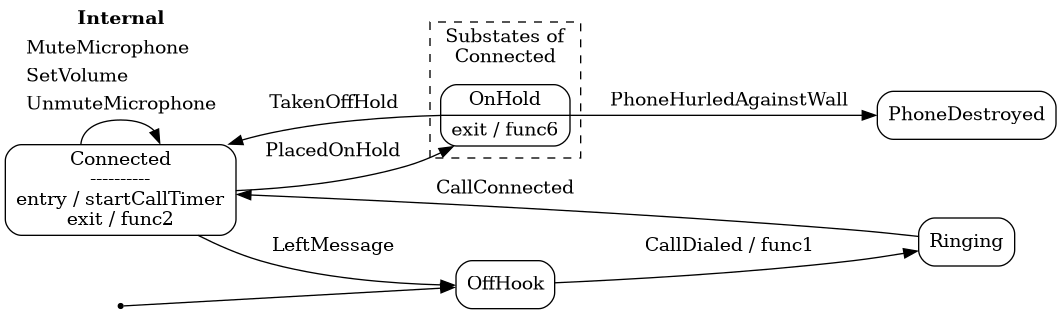 Internal
MuteMicrophone
SetVolume
UnmuteMicrophone
Connected
----------
entry / startCallTimer
exit / func2
TakenOffHold
PlacedOnHold
Substates of
Connected
OnHold
exit / func6
PhoneHurledAgainstWall
PhoneDestroyed
CallConnected
LeftMessage
CallDialed / func1
Ringing
OffHook